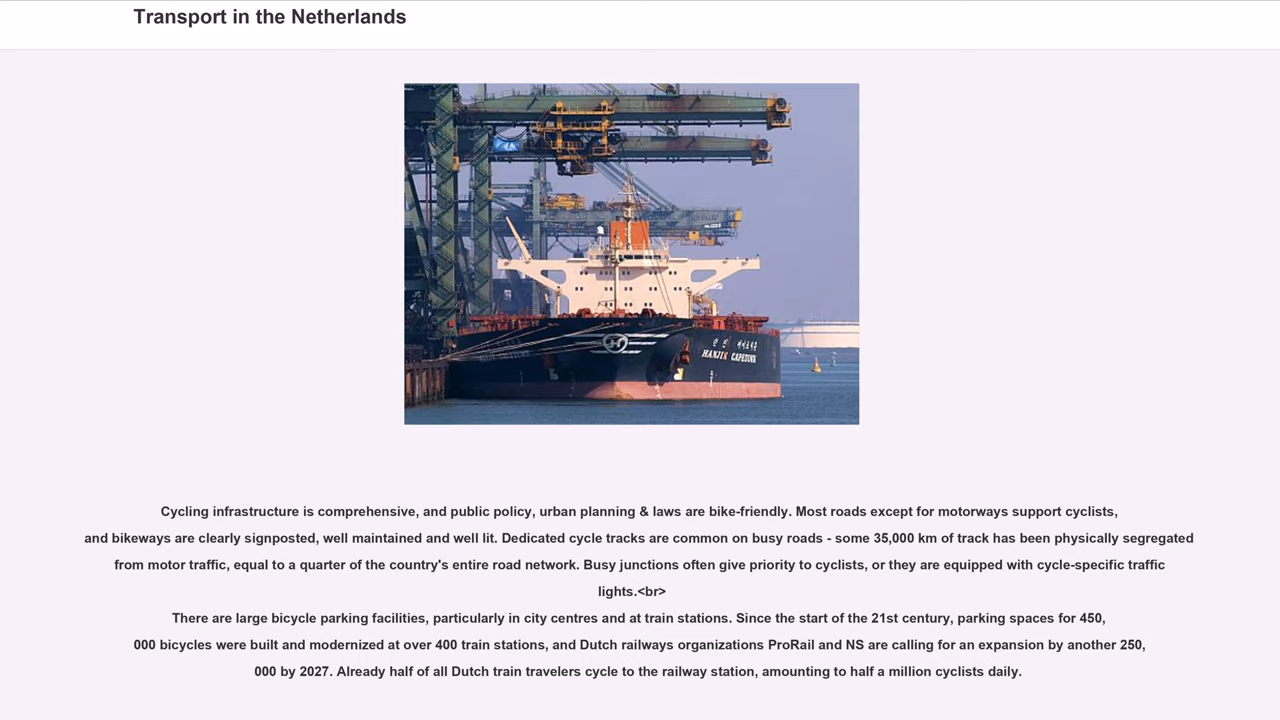 Transport in the Netherlands
HANJIN CAPETOWN
Cycling infrastructure is comprehensive, and public policy, urban planning & laws are bike-friendly. Most roads except for motorways support cyclists,
and bikeways are clearly signposted, well maintained and well lit. Dedicated cycle tracks are common on busy roads - some 35,000 km of track has been physically segregated
from motor traffic, equal to a quarter of the country's entire road network. Busy junctions often give priority to cyclists, or they are equipped with cycle-specific traffic
lights.<br>
There are large bicycle parking facilities, particularly in city centres and at train stations. Since the start of the 21st century, parking spaces for 450,
000 bicycles were built and modernized at over 400 train stations, and Dutch railways organizations ProRail and NS are calling for an expansion by another 250,
000 by 2027. Already half of all Dutch train travelers cycle to the railway station, amounting to half a million cyclists daily.